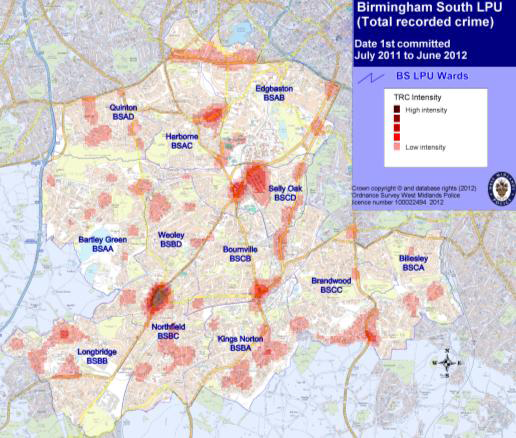 Birmingham South LPU
(Total recorded crime)
Date 1st committed
July 2011 to June 2012
BS LPU Wards
TRC Intensity
High intensity
Low intensity
Crown copyright © and database rights (2012)
Ordnance Survey West Midlands Police
licence number 100022494 2012
Edgbaston
BSAB
Quinton
BSAD
Harborne
BSAC
Selly Oak
BSCD
Weoley
BSBD
Bartley Green
BSAA
Bournville
BSCB
Billesley
BSCA
Brandwood
BSCC
Northfield
BSBC
Kings Norton
BSBA
Longbridge
BSBB
N
W
E
S